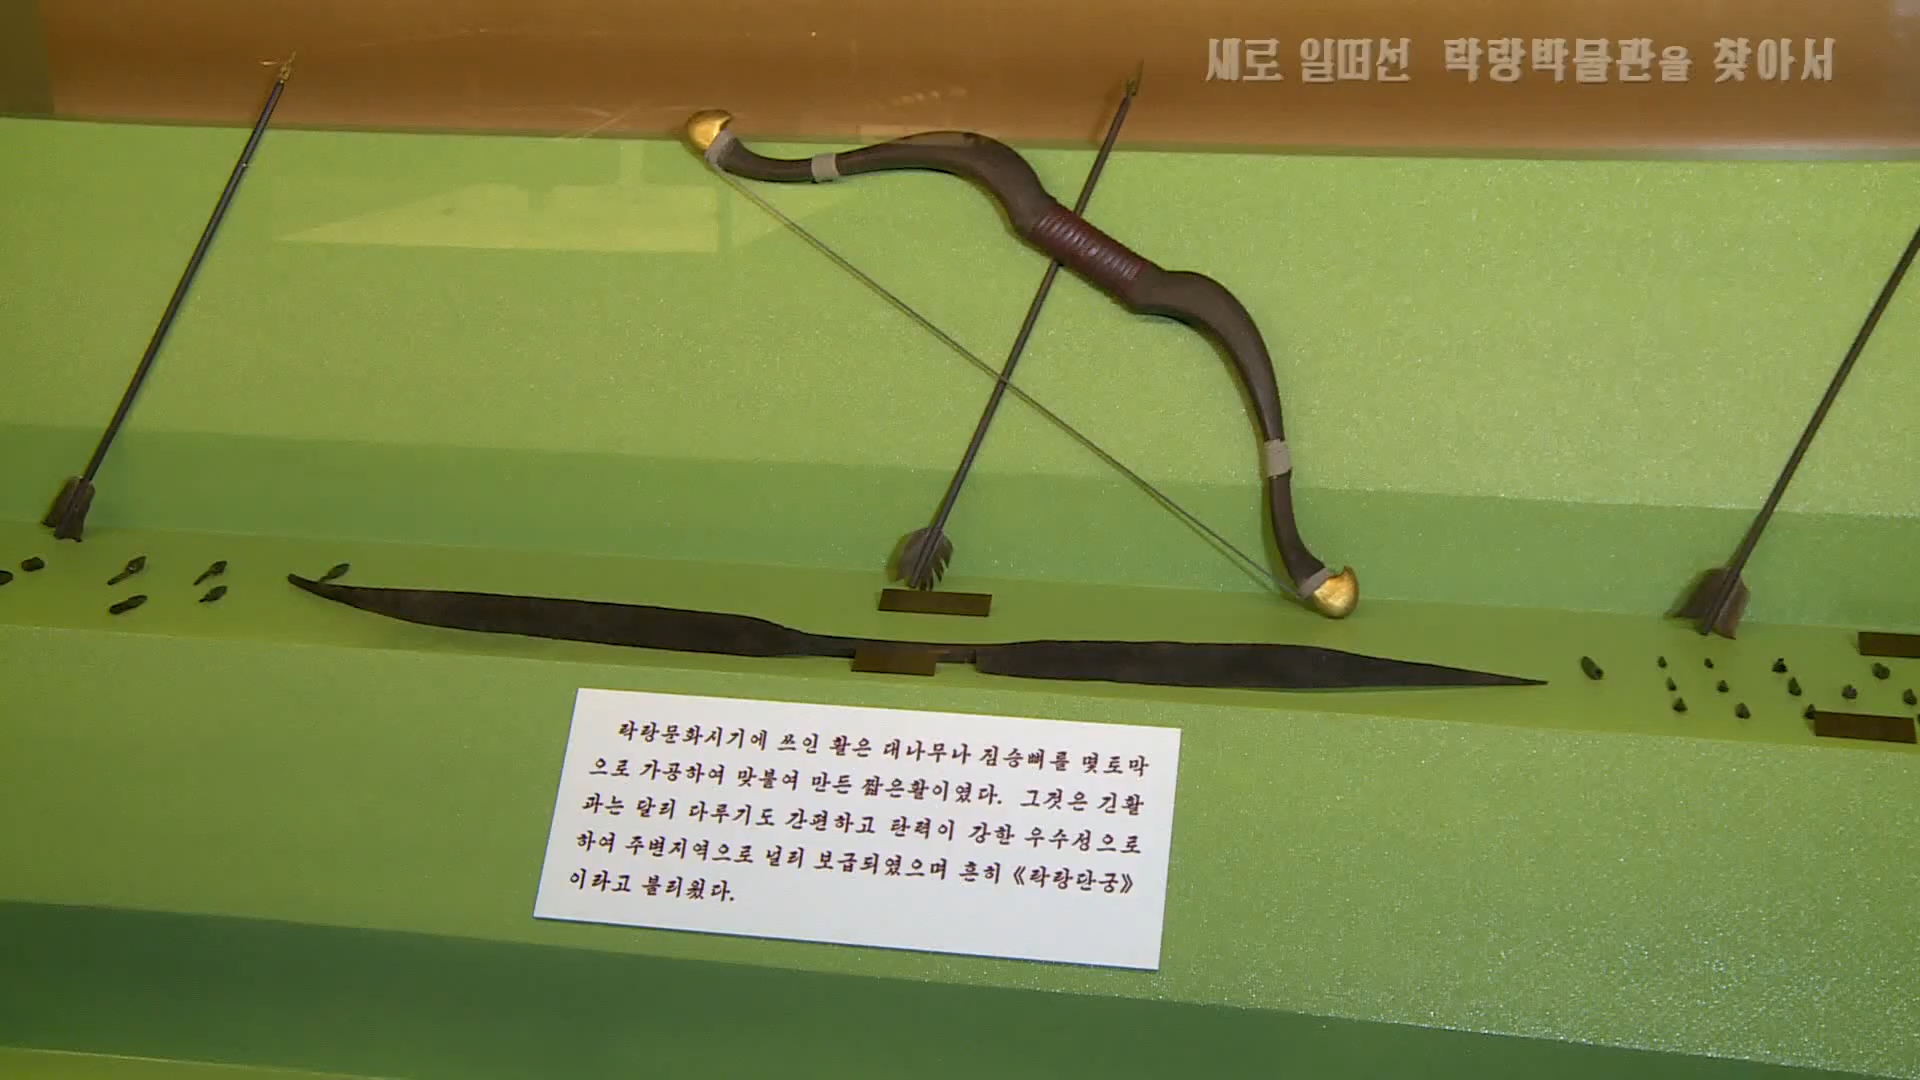 새로 일떠선 락랑박물관을 찾아서
락랑문화시기에 쓰인 활은 대나무나 짐승뼈를 몇토막
으로 가공하여 맞붙여 만든 짧은활이였다. 그것은 긴활
과는 달리 다루기도 간편하고 탄력이 강한 우수성으로
하여 주변지역으로 널리 보급되였으며 흔히 《락랑단궁》
이라고 불리웠다.